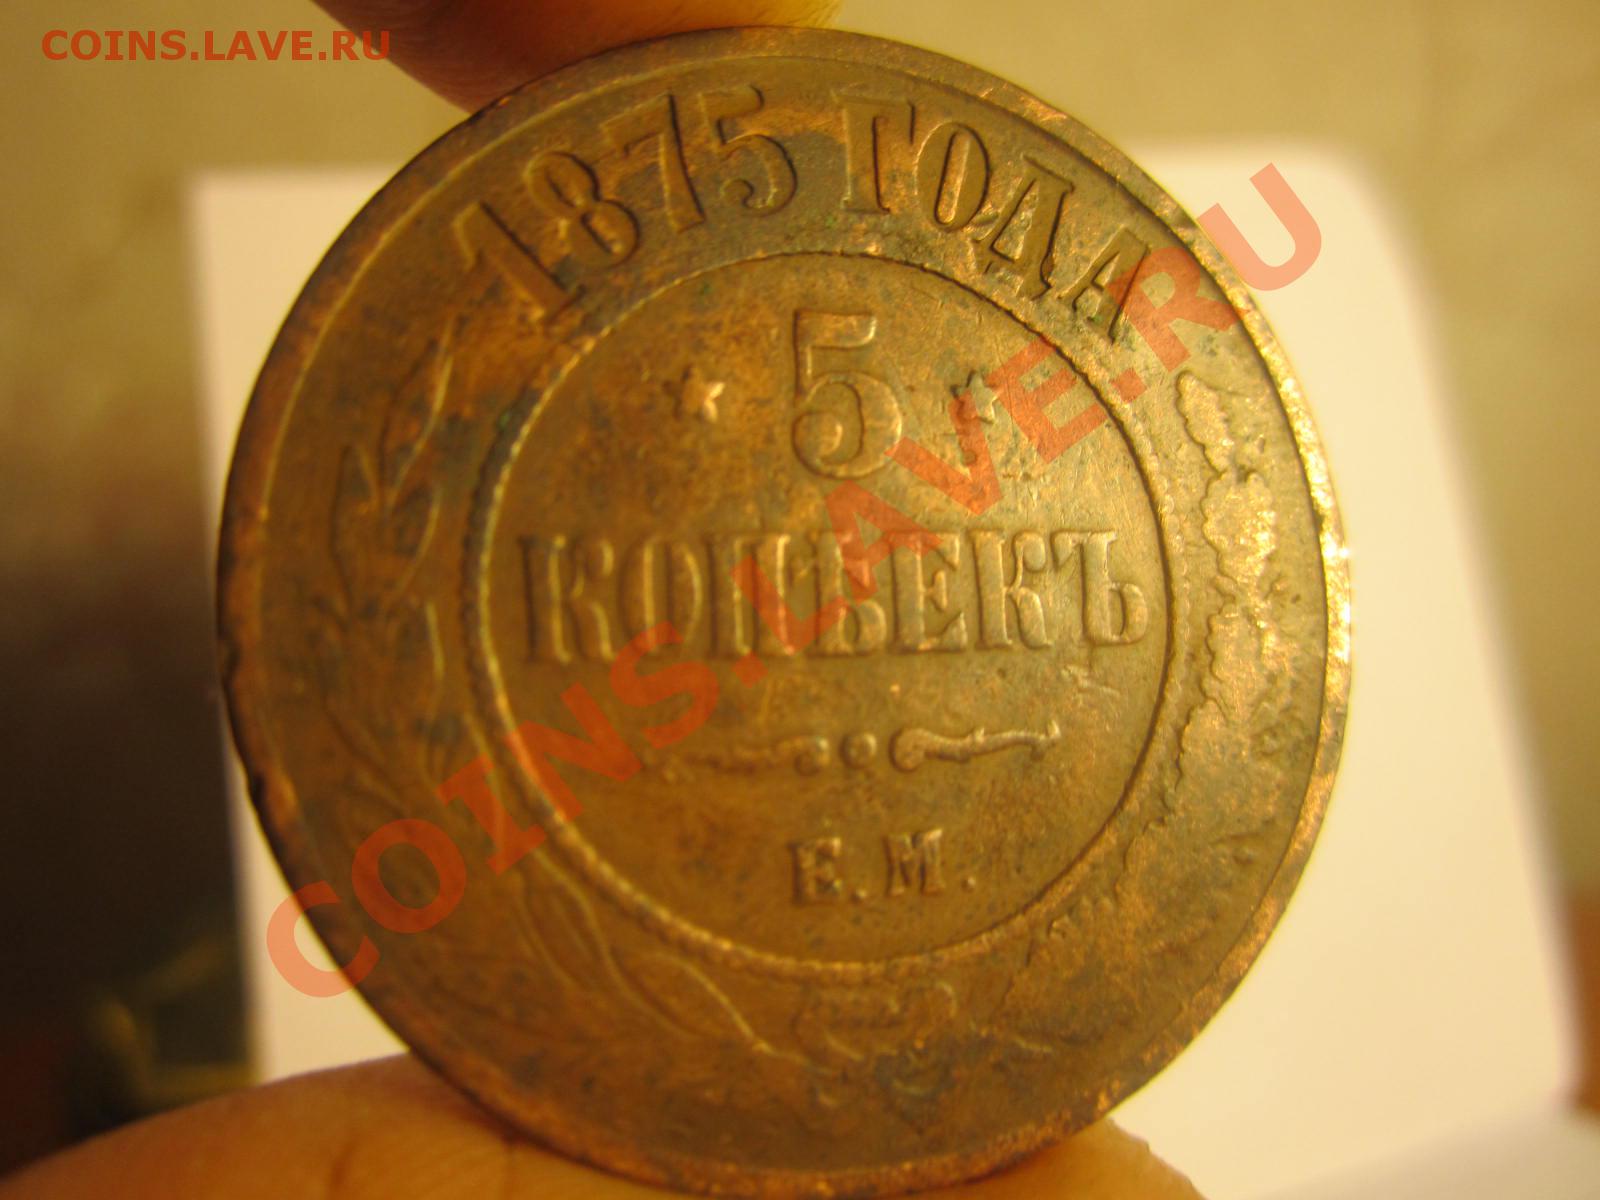 COINS.LAVE.RU
1875 ГОДА
5
КОПѢЕКЪ
Е.М.
COINS.LAVE.RU